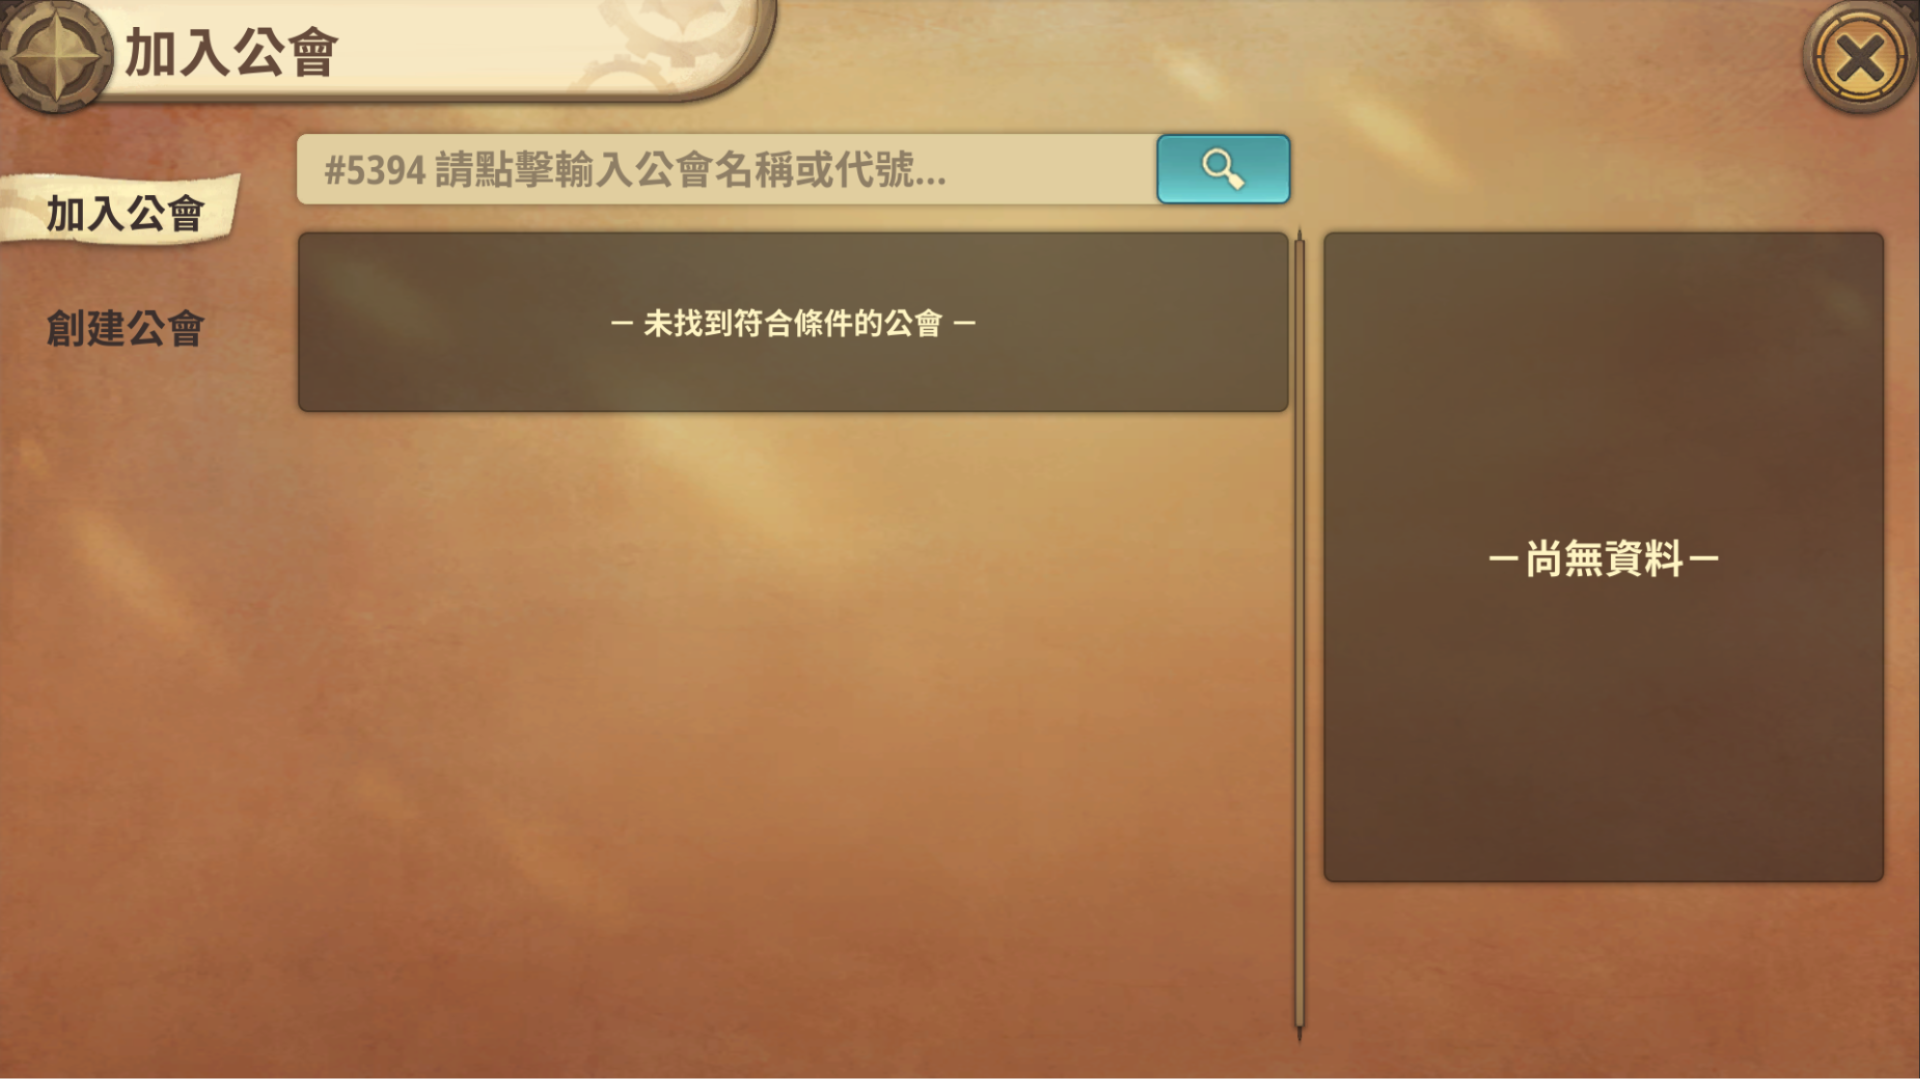 加入公會
#5394 請點擊輸入公會名稱或代號...
加入公會
創建公會
— 未找到符合條件的公會 —
—尚無資料—